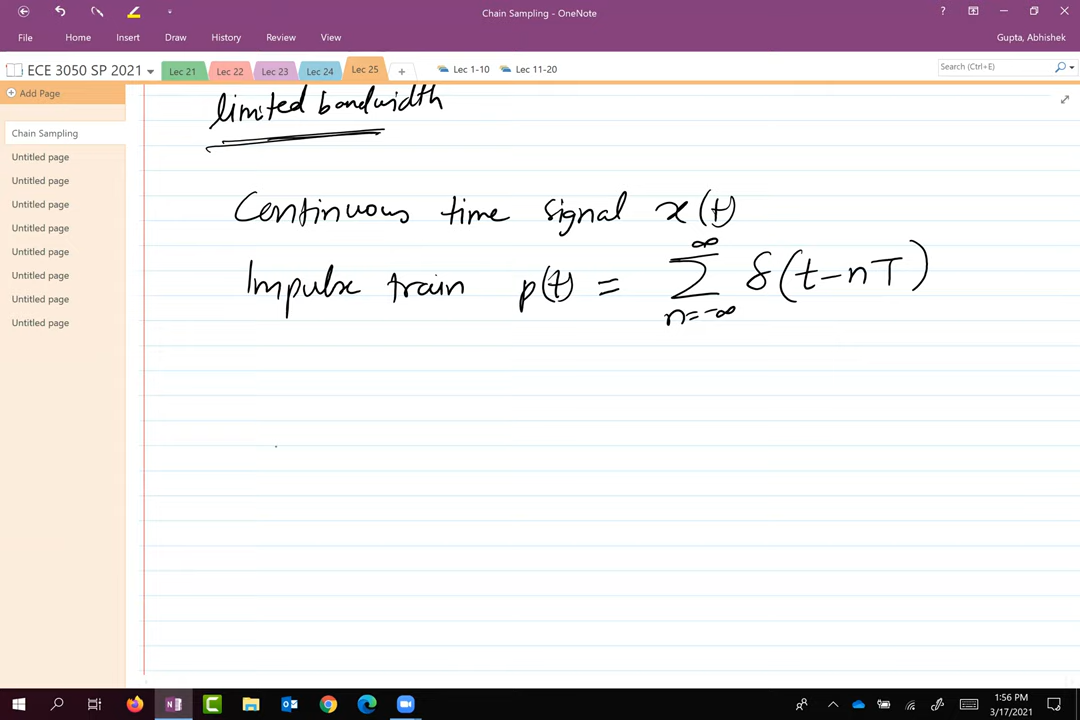 Chain Sampling - OneNote
?
File Home Insert Draw History Review View
Gupta, Abhishek
ECE 3050 SP 2021
Lec 21 Lec 22 Lec 23 Lec 24 Lec 25 + Lec 1-10 Lec 11-20
Search (Ctrl+E)
Add Page
Chain Sampling
Untitled page
Untitled page
Untitled page
Untitled page
Untitled page
Untitled page
Untitled page
Untitled page
limited bandwidth
Continuous time signal x(t)
Impulse train p(t) = ∑_{n=-∞}^{∞} δ(t-nT)
1:56 PM
3/17/2021